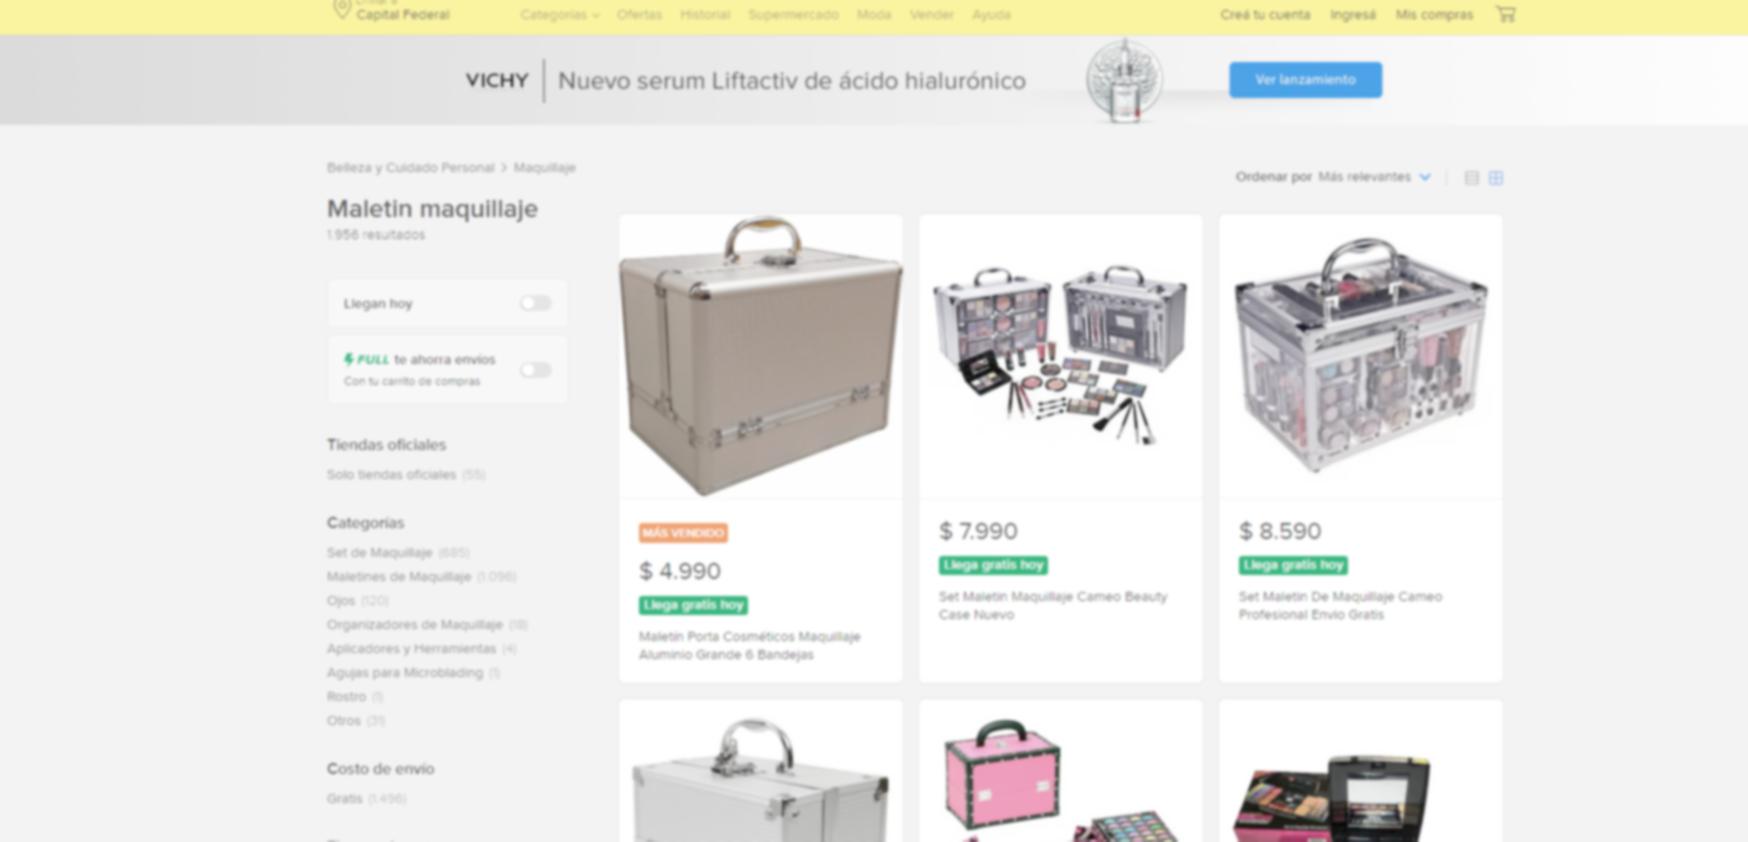 Enviar a
Capital Federal
Categorías
Ofertas
Historial
Supermercado
Moda
Vender
Ayuda
Creá tu cuenta
Ingresá
Mis compras
VICHY
Nuevo serum Liftactiv de ácido hialurónico
Ver lanzamiento
Belleza y Cuidado Personal > Maquillaje
Ordenar por Más relevantes
Maletin maquillaje
1.956 resultados
Llegan hoy
FULL te ahorra envíos
Con tu carrito de compras
Tiendas oficiales
Solo tiendas oficiales (55)
Categorías
Set de Maquillaje (685)
Maletines de Maquillaje (1.096)
Ojos (120)
Organizadores de Maquillaje (18)
Aplicadores y Herramientas (4)
Agujas para Microblading (1)
Rostro (1)
Otros (31)
Costo de envío
Gratis (1.496)
MÁS VENDIDO
$ 4.990
Llega gratis hoy
Maletín Porta Cosméticos Maquillaje
Aluminio Grande 6 Bandejas
$ 7.990
Llega gratis hoy
Set Maletin Maquillaje Cameo Beauty
Case Nuevo
$ 8.590
Llega gratis hoy
Set Maletin De Maquillaje Cameo
Profesional Envio Gratis